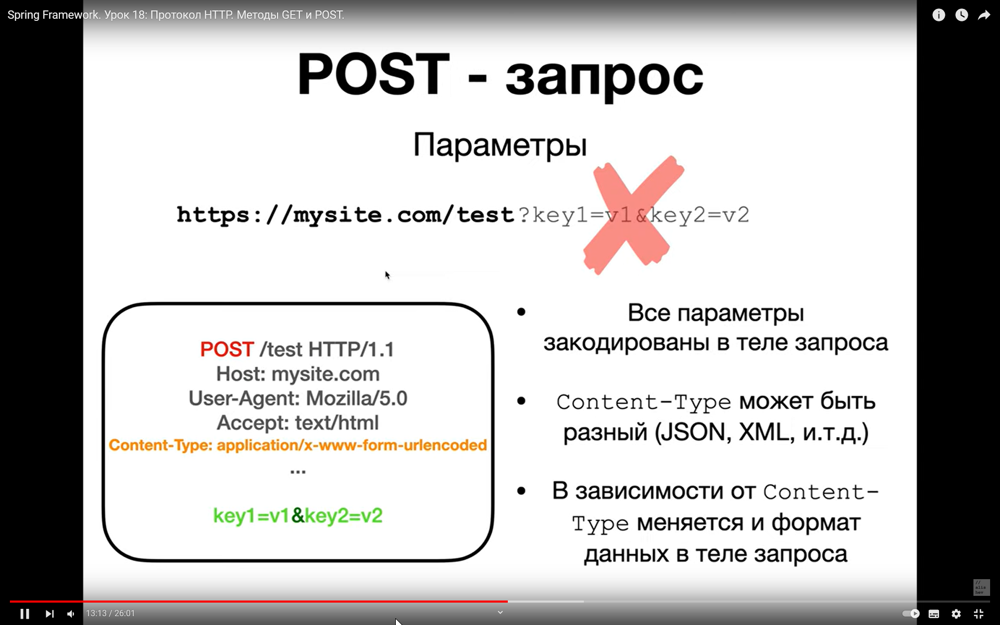 Spring Framework. Урок 18: Протокол HTTP. Методы GET и POST.
POST - запрос
Параметры
https://mysite.com/test?key1=v1&key2=v2
POST /test HTTP/1.1
Host: mysite.com
User-Agent: Mozilla/5.0
Accept: text/html
Content-Type: application/x-www-form-urlencoded
...
key1=v1&key2=v2
• Все параметры
закодированы в теле запроса
• Content-Type может быть
разный (JSON, XML, и.т.д.)
• В зависимости от Content-
Type меняется и формат
данных в теле запроса
//
alis
hev
13:13 / 26:01